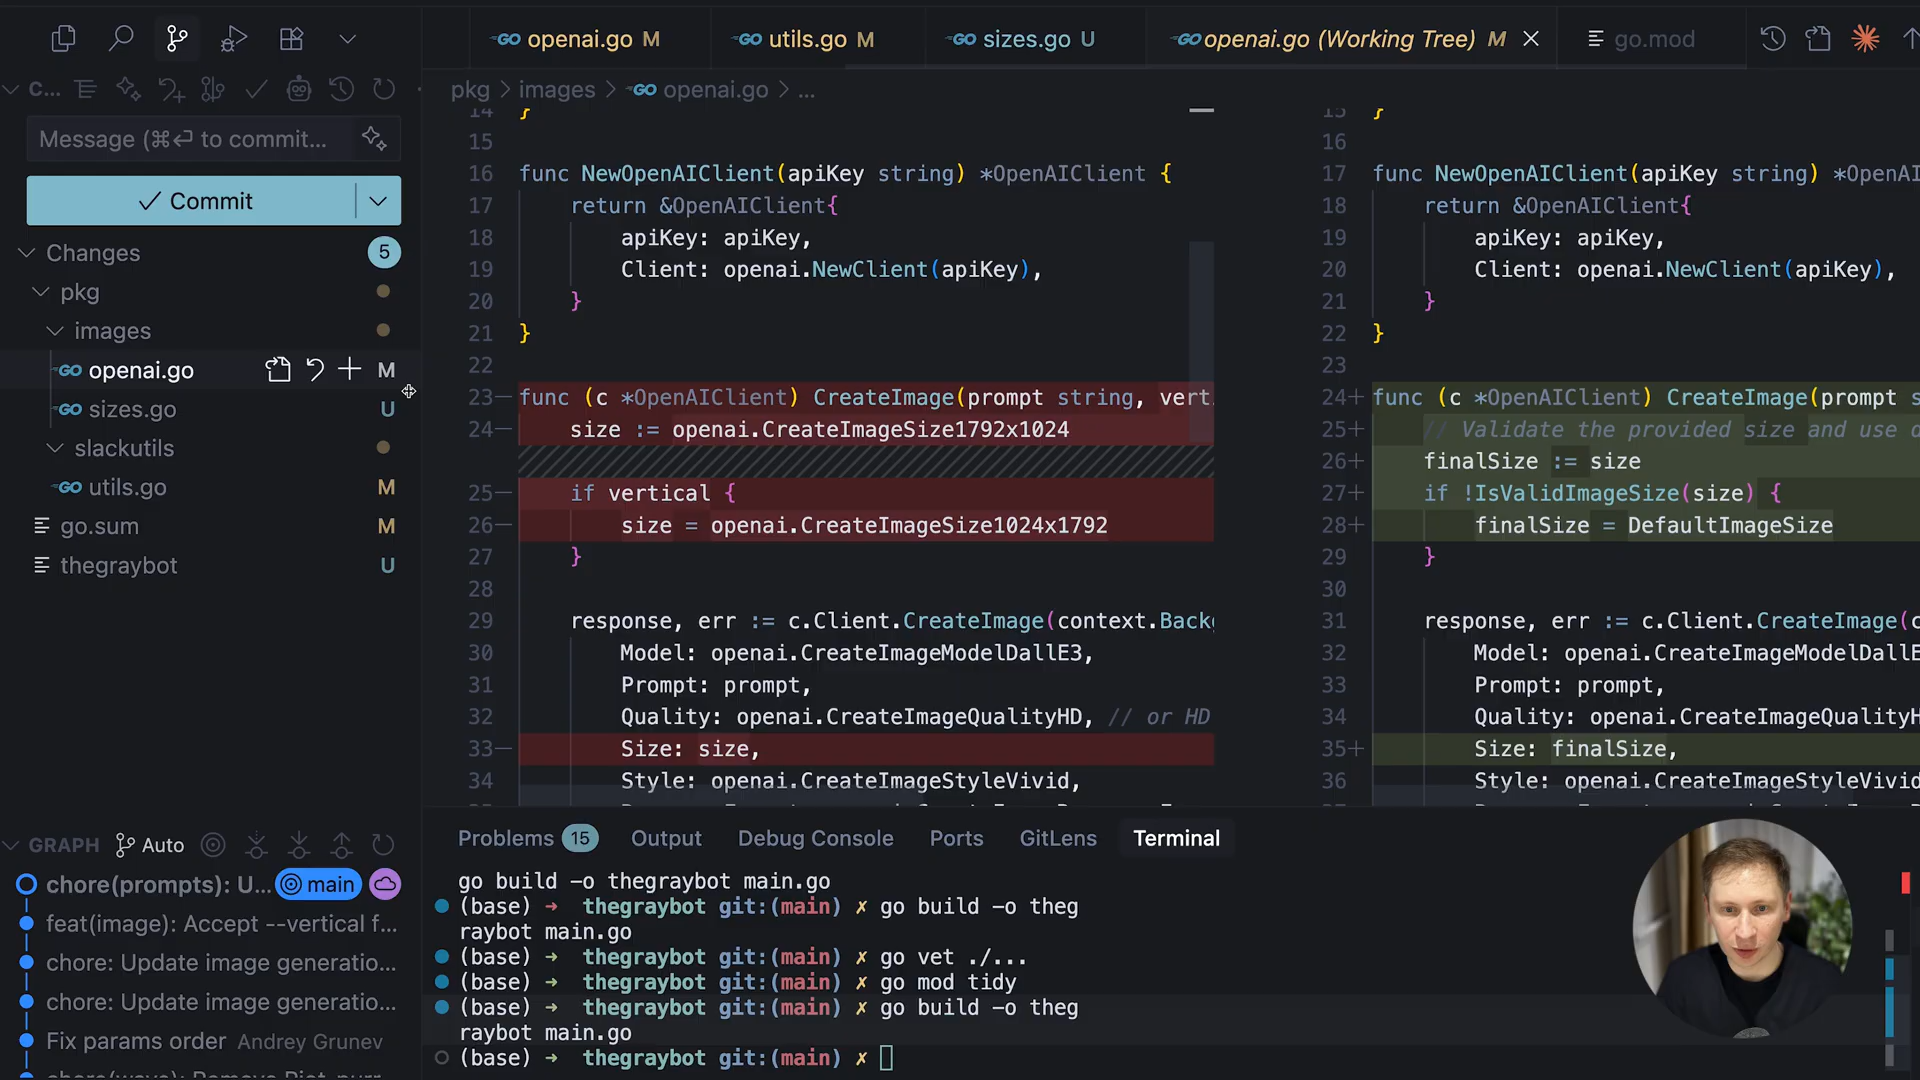 openai.go M
utils.go M
sizes.go U
openai.go (Working Tree) M
go.mod
C...
pkg > images > openai.go > ...
Message (⌘⏎ to commit...
Commit
Changes 5
pkg
images
openai.go M
sizes.go U
slackutils
utils.go M
go.sum M
thegraybot U
14 }
15
16 func NewOpenAIClient(apiKey string) *OpenAIClient {
17 return &OpenAIClient{
18 apiKey: apiKey,
19 Client: openai.NewClient(apiKey),
20 }
21 }
22
23— func (c *OpenAIClient) CreateImage(prompt string, vert
24— size := openai.CreateImageSize1792x1024
25— if vertical {
26— size = openai.CreateImageSize1024x1792
27 }
28
29 response, err := c.Client.CreateImage(context.Backg
30 Model: openai.CreateImageModelDallE3,
31 Prompt: prompt,
32 Quality: openai.CreateImageQualityHD, // or HD
33— Size: size,
34 Style: openai.CreateImageStyleVivid,
15 }
16
17 func NewOpenAIClient(apiKey string) *OpenAI
18 return &OpenAIClient{
19 apiKey: apiKey,
20 Client: openai.NewClient(apiKey),
21 }
22 }
23
24+ func (c *OpenAIClient) CreateImage(prompt s
25+ // Validate the provided size and use d
26+ finalSize := size
27+ if !IsValidImageSize(size) {
28+ finalSize = DefaultImageSize
29 }
30
31 response, err := c.Client.CreateImage(c
32 Model: openai.CreateImageModelDallE
33 Prompt: prompt,
34 Quality: openai.CreateImageQualityH
35+ Size: finalSize,
36 Style: openai.CreateImageStyleVivid
GRAPH Auto
chore(prompts): U... main
feat(image): Accept --vertical f...
chore: Update image generatio...
chore: Update image generatio...
Fix params order Andrey Grunev
Problems 15 Output Debug Console Ports GitLens Terminal
go build -o thegraybot main.go
(base) → thegraybot git:(main) ✗ go build -o theg
raybot main.go
(base) → thegraybot git:(main) ✗ go vet ./...
(base) → thegraybot git:(main) ✗ go mod tidy
(base) → thegraybot git:(main) ✗ go build -o theg
raybot main.go
(base) → thegraybot git:(main) ✗